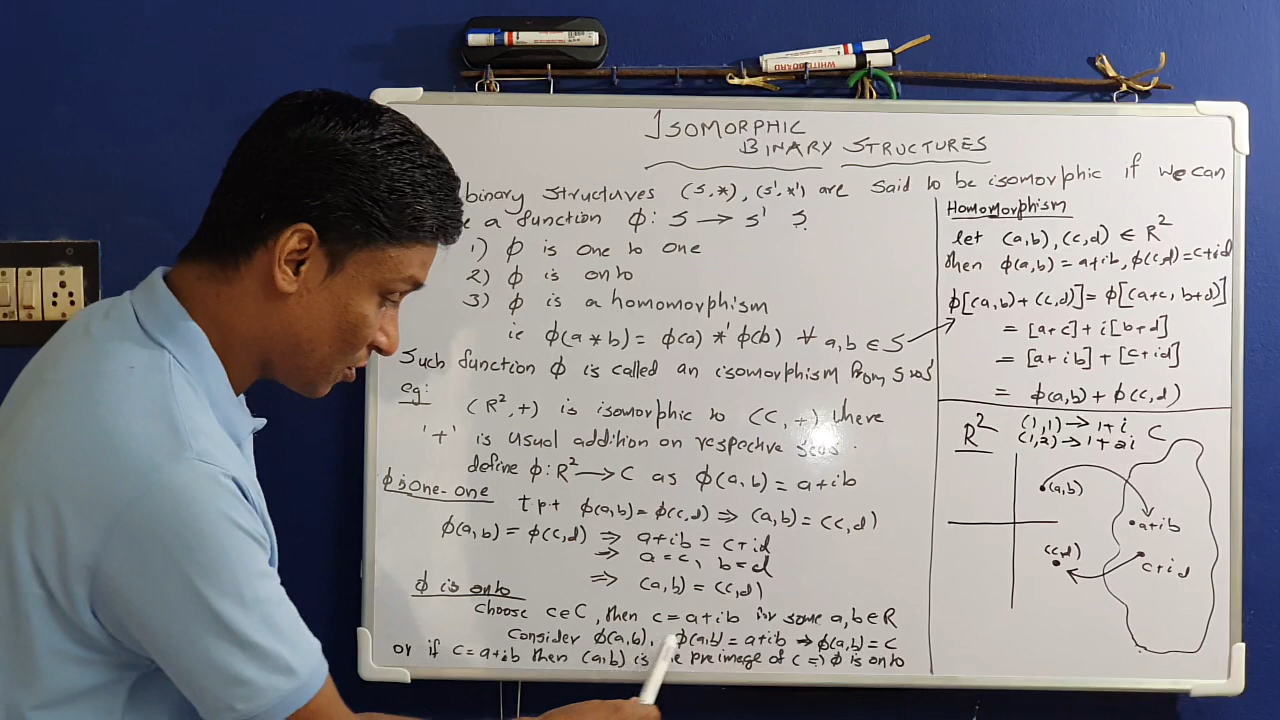 ISOMORPHIC
BINARY STRUCTURES
binary structures (S,*), (S',*') are said to be isomorphic if we can
a function ϕ: S → S' ?
1) ϕ is one to one
2) ϕ is onto
3) ϕ is a homomorphism
ie ϕ(a * b) = ϕ(a) *' ϕ(b) ∀ a,b ∈ S
Such function ϕ is called an isomorphism from S to S'
eg:
(R²,+) is isomorphic to (C,+) where
'+' is usual addition on respective sets.
define ϕ: R² → C as ϕ(a,b) = a+ib
ϕ is One-one
t.p.t ϕ(a,b) = ϕ(c,d) ⇒ (a,b) = (c,d)
ϕ(a,b) = ϕ(c,d) ⇒ a+ib = c+id
⇒ a=c, b=d
⇒ (a,b) = (c,d)
ϕ is onto
choose c∈C, then c = a+ib for some a,b∈R
Consider ϕ(a,b), ϕ(a,b) = a+ib ⇒ ϕ(a,b) = c
or if c=a+ib then (a,b) is the preimage of c ⇒ ϕ is onto
Homomorphism
let (a,b), (c,d) ∈ R²
then ϕ(a,b) = a+ib, ϕ(c,d) = c+id
ϕ[(a,b)+(c,d)] = ϕ[(a+c, b+d)]
= [a+c] + i[b+d]
= [a+ib] + [c+id]
= ϕ(a,b) + ϕ(c,d)
R²
(1,1) → 1+i
(1,2) → 1+2i
C
(a,b)
a+ib
(c,d)
c+id
WHITEBOARD